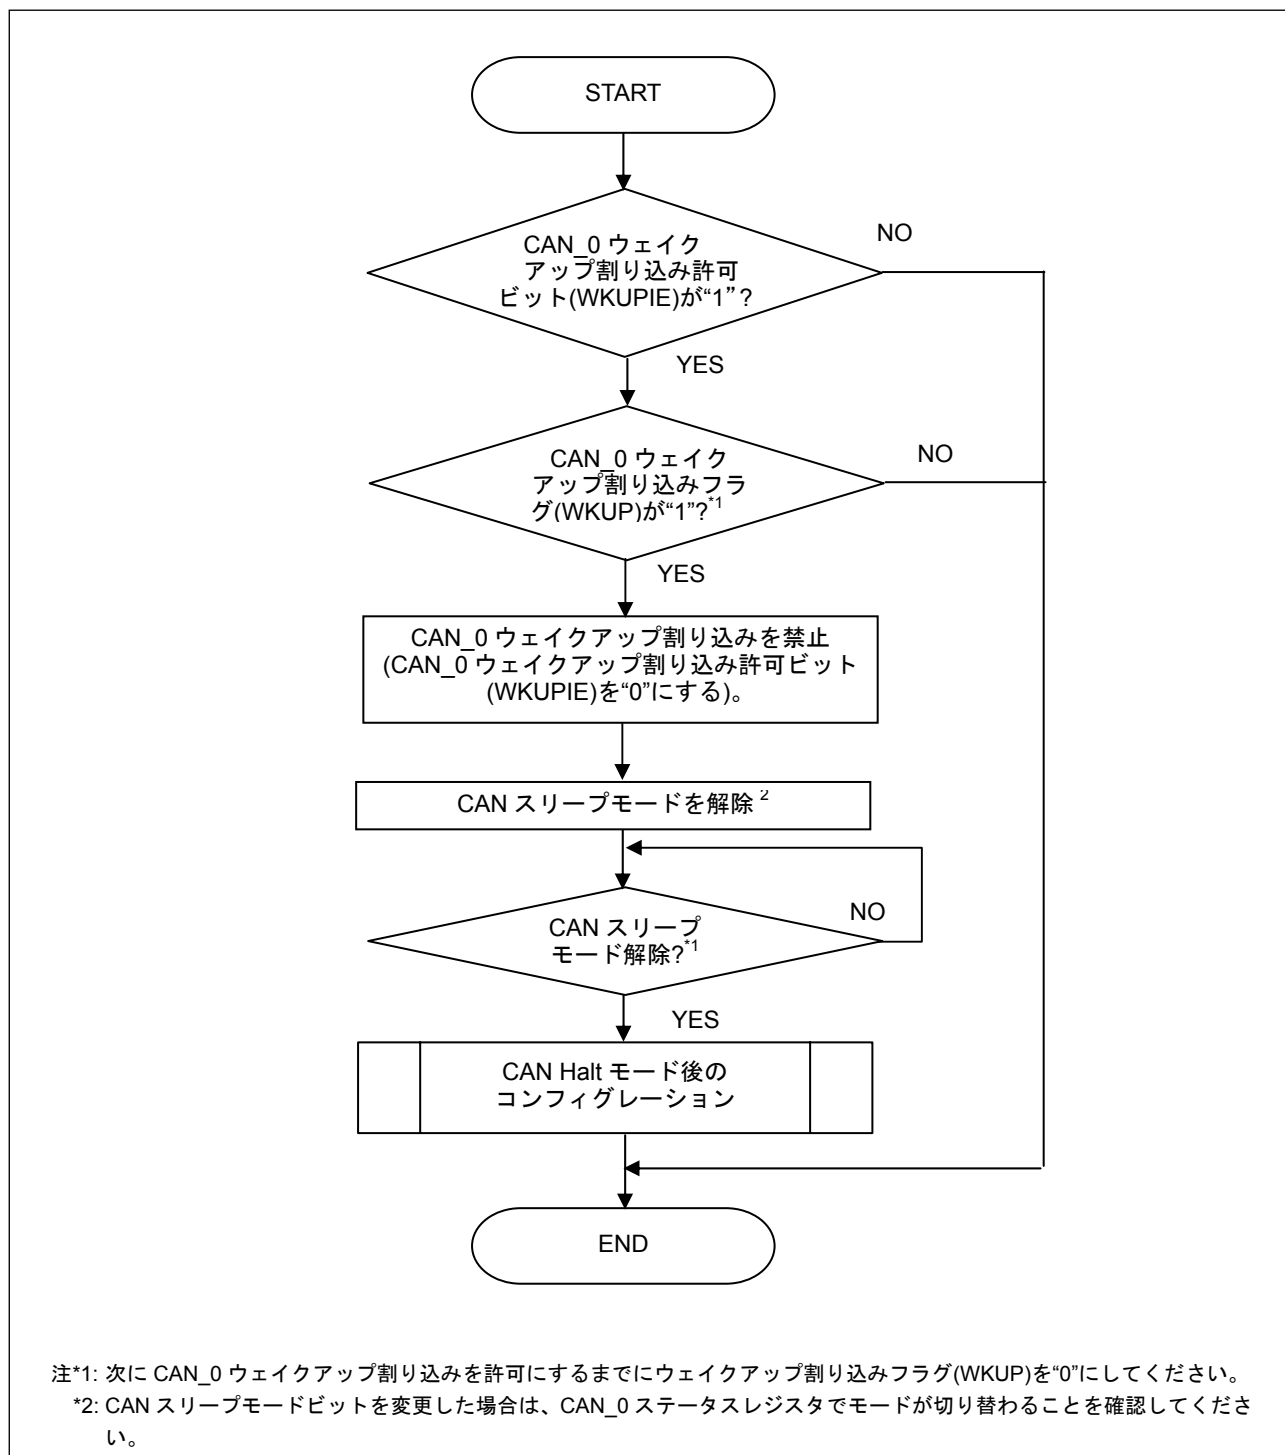 START
CAN_0 ウェイク
アップ割り込み許可
ビット(WKUPIE)が“1”?
NO
YES
CAN_0 ウェイク
アップ割り込みフラ
グ(WKUP)が“1”?*1
NO
YES
CAN_0 ウェイクアップ割り込みを禁止
(CAN_0 ウェイクアップ割り込み許可ビット
(WKUPIE)を“0”にする)。
CAN スリープモードを解除 2
CAN スリープ
モード解除?*1
NO
YES
CAN Halt モード後の
コンフィグレーション
END
注*1: 次に CAN_0 ウェイクアップ割り込みを許可にするまでにウェイクアップ割り込みフラグ(WKUP)を“0”にしてください。
*2: CAN スリープモードビットを変更した場合は、CAN_0 ステータスレジスタでモードが切り替わることを確認してくださ
い。